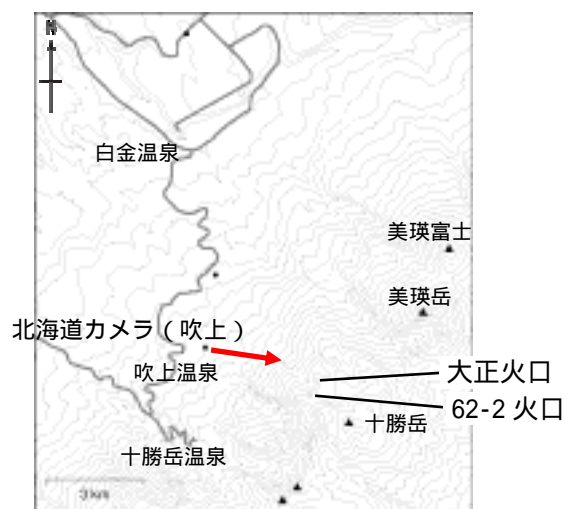 N
白金温泉
美瑛富士
美瑛岳
北海道カメラ（吹上）
大正火口
吹上温泉
62-2 火口
十勝岳
十勝岳温泉
3km